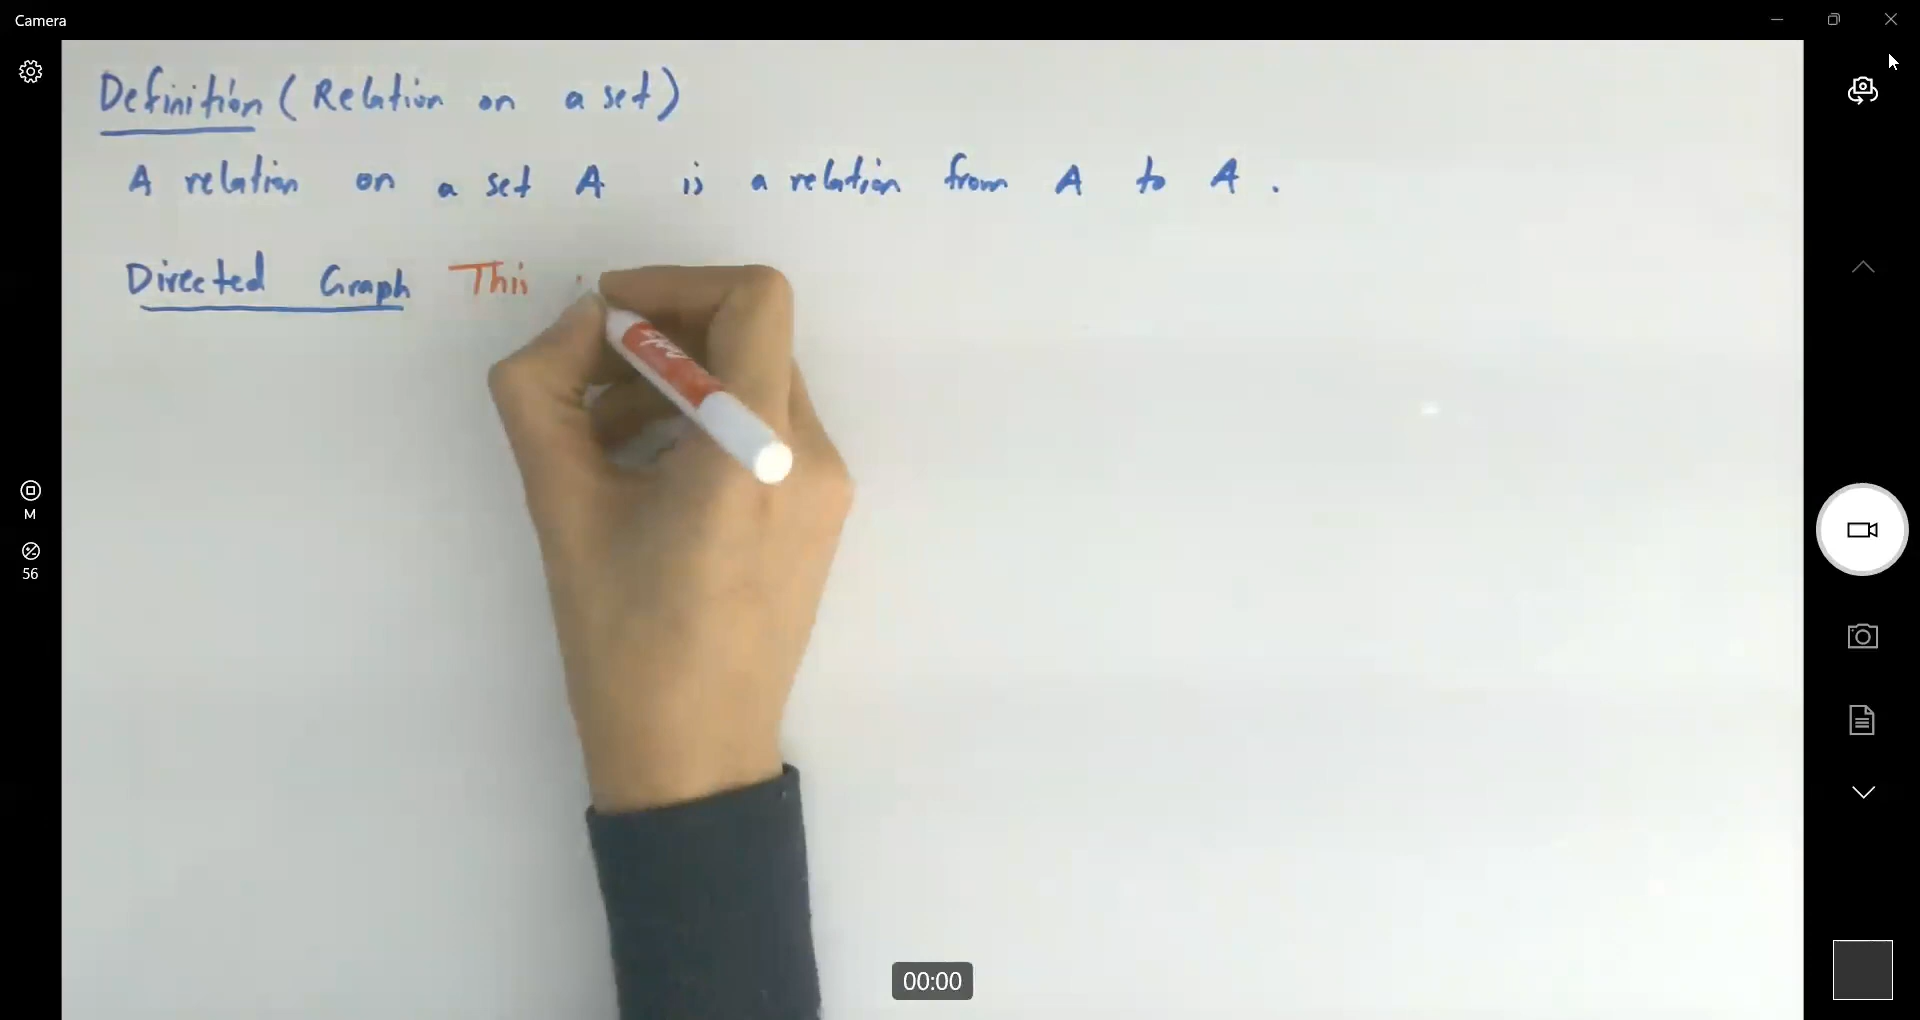 Camera
Definition (Relation on a set)
A relation on a set A is a relation from A to A .
Directed Graph This
M
56
00:00